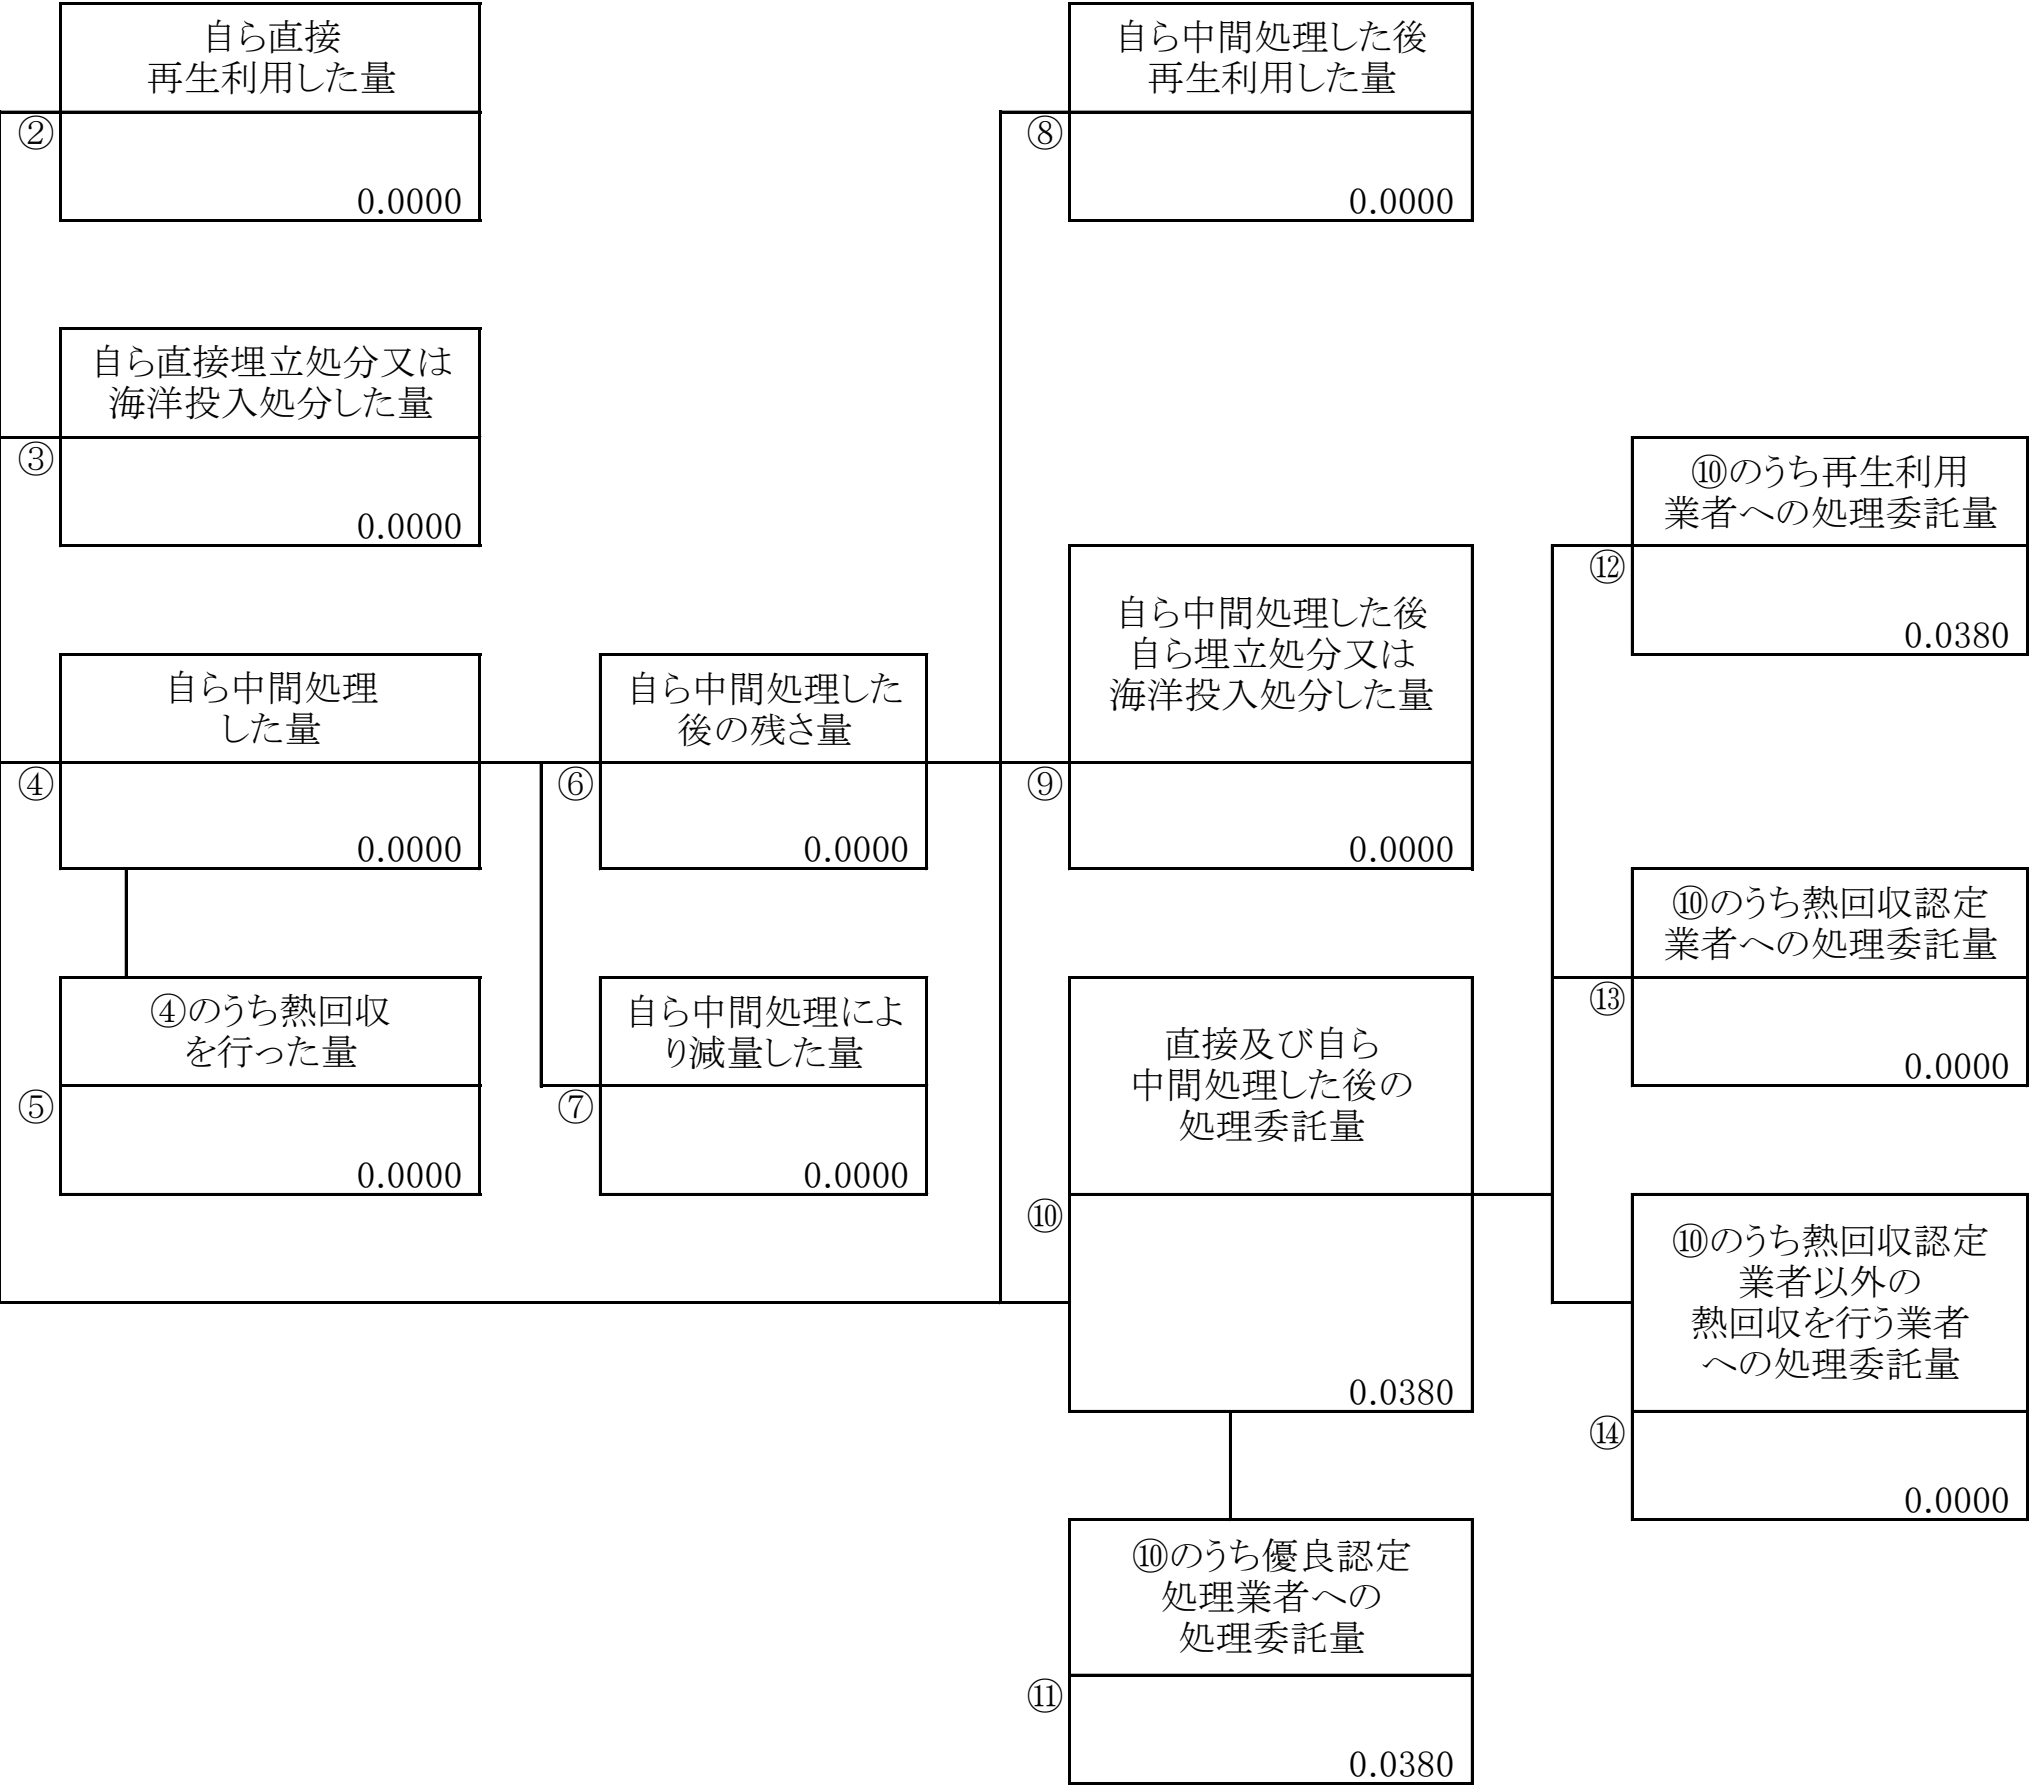 自ら直接
再生利用した量
②
0.0000
自ら直接埋立処分又は
海洋投入処分した量
③
0.0000
自ら中間処理
した量
④
0.0000
④のうち熱回収
を行った量
⑤
0.0000
自ら中間処理した
後の残さ量
⑥
0.0000
自ら中間処理によ
り減量した量
⑦
0.0000
自ら中間処理した後
再生利用した量
⑧
0.0000
自ら中間処理した後
自ら埋立処分又は
海洋投入処分した量
⑨
0.0000
直接及び自ら
中間処理した後の
処理委託量
⑩
0.0380
⑩のうち優良認定
処理業者への
処理委託量
⑪
0.0380
⑩のうち再生利用
業者への処理委託量
⑫
0.0380
⑩のうち熱回収認定
業者への処理委託量
⑬
0.0000
⑩のうち熱回収認定
業者以外の
熱回収を行う業者
への処理委託量
⑭
0.0000